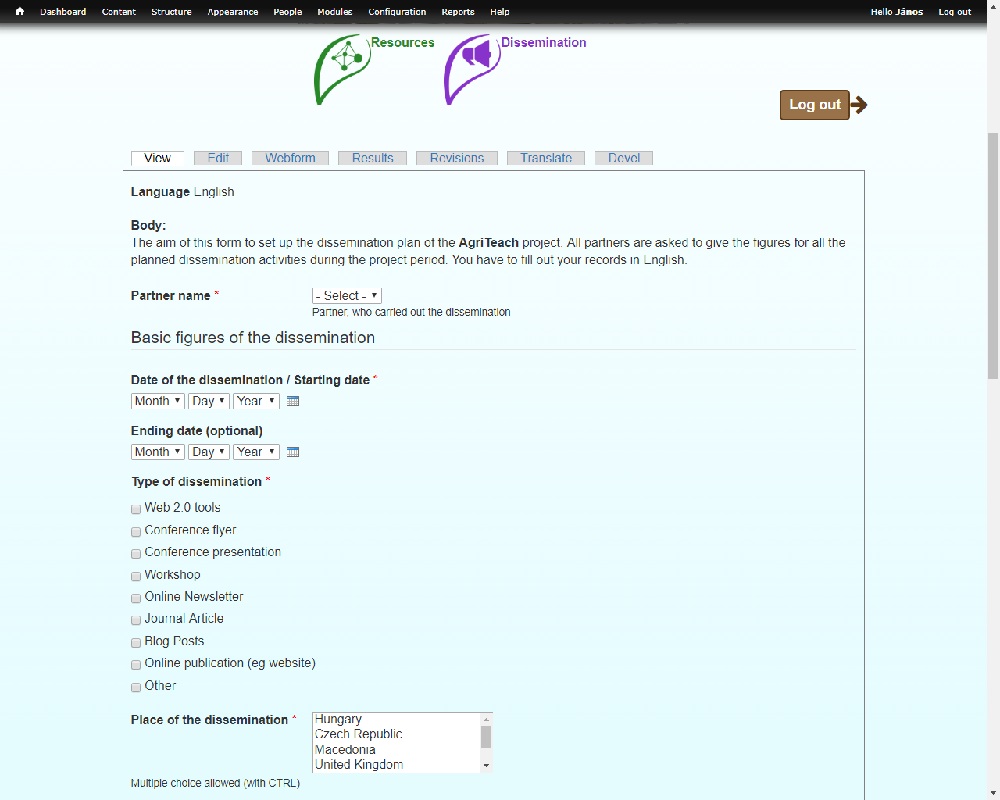 Dashboard Content Structure Appearance People Modules Configuration Reports Help Hello János Log out
Resources Dissemination
Log out
View Edit Webform Results Revisions Translate Devel
Language English
Body:
The aim of this form to set up the dissemination plan of the AgriTeach project. All partners are asked to give the figures for all the
planned dissemination activities during the project period. You have to fill out your records in English.
Partner name * - Select -
Partner, who carried out the dissemination
Basic figures of the dissemination
Date of the dissemination / Starting date *
Month Day Year
Ending date (optional)
Month Day Year
Type of dissemination *
Web 2.0 tools
Conference flyer
Conference presentation
Workshop
Online Newsletter
Journal Article
Blog Posts
Online publication (eg website)
Other
Place of the dissemination * Hungary
Czech Republic
Macedonia
United Kingdom
Multiple choice allowed (with CTRL)